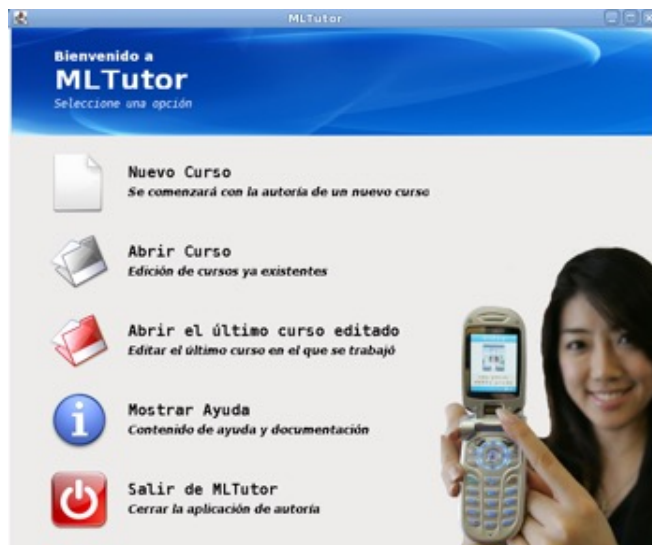 MLTutor
Bienvenido a
MLTutor
Seleccione una opción
Nuevo Curso
Se comenzará con la autoría de un nuevo curso
Abrir Curso
Edición de cursos ya existentes
Abrir el último curso editado
Editar el último curso en el que se trabajó
Mostrar Ayuda
Contenido de ayuda y documentación
Salir de MLTutor
Cerrar la aplicación de autoría